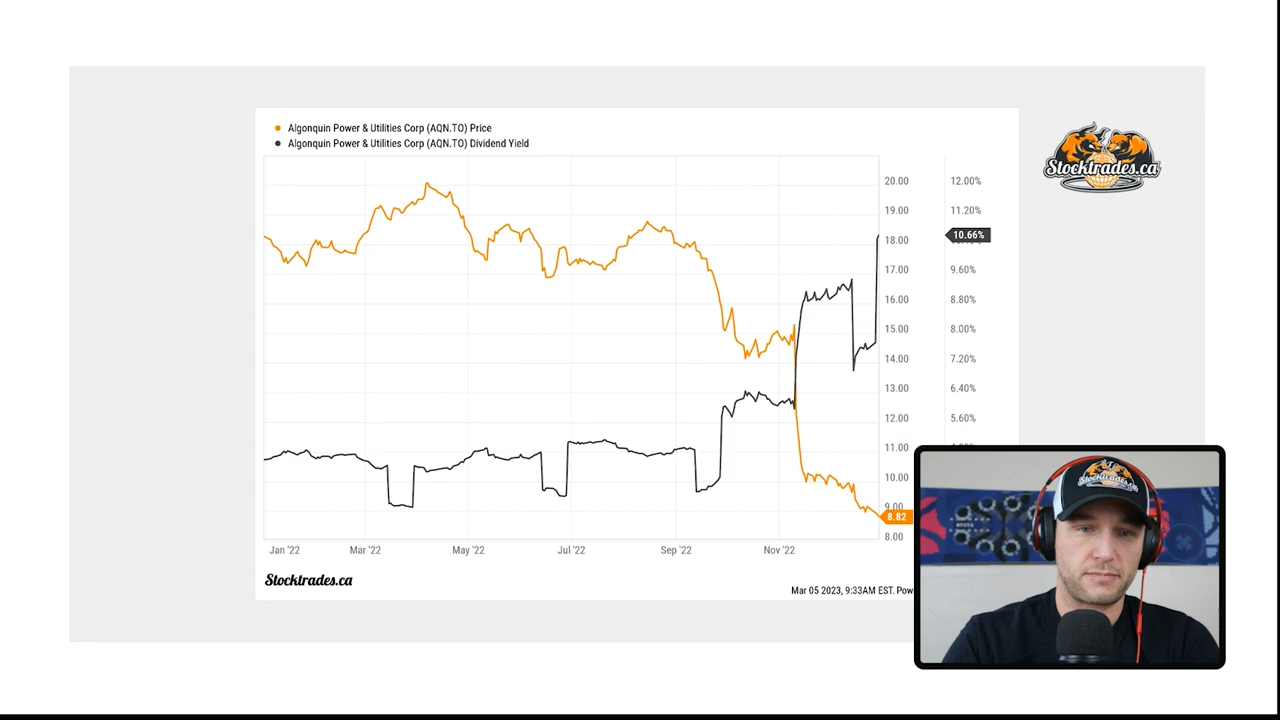 Algonquin Power & Utilities Corp (AQN.TO) Price
Algonquin Power & Utilities Corp (AQN.TO) Dividend Yield
Stocktrades.ca
20.00 12.00%
19.00 11.20%
18.00 10.66%
17.00 9.60%
16.00 8.80%
15.00 8.00%
14.00 7.20%
13.00 6.40%
12.00 5.60%
11.00
10.00
9.00
8.82
8.00
Jan '22 Mar '22 May '22 Jul '22 Sep '22 Nov '22
Stocktrades.ca
Mar 05 2023, 9:33AM EST.
Stocktrades.ca